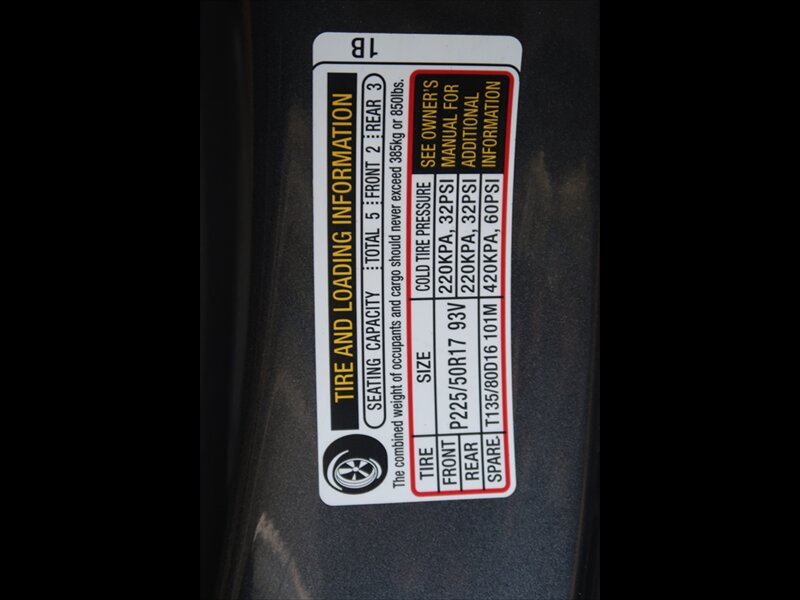 1B
TIRE AND LOADING INFORMATION
SEATING CAPACITY TOTAL 5 FRONT 2 REAR 3
The combined weight of occupants and cargo should never exceed 385kg or 850lbs.
TIRE SIZE COLD TIRE PRESSURE SEE OWNER'S
FRONT P225/50R17 93V 220KPA, 32PSI MANUAL FOR
REAR 220KPA, 32PSI ADDITIONAL
SPARE T135/80D16 101M 420KPA, 60PSI INFORMATION